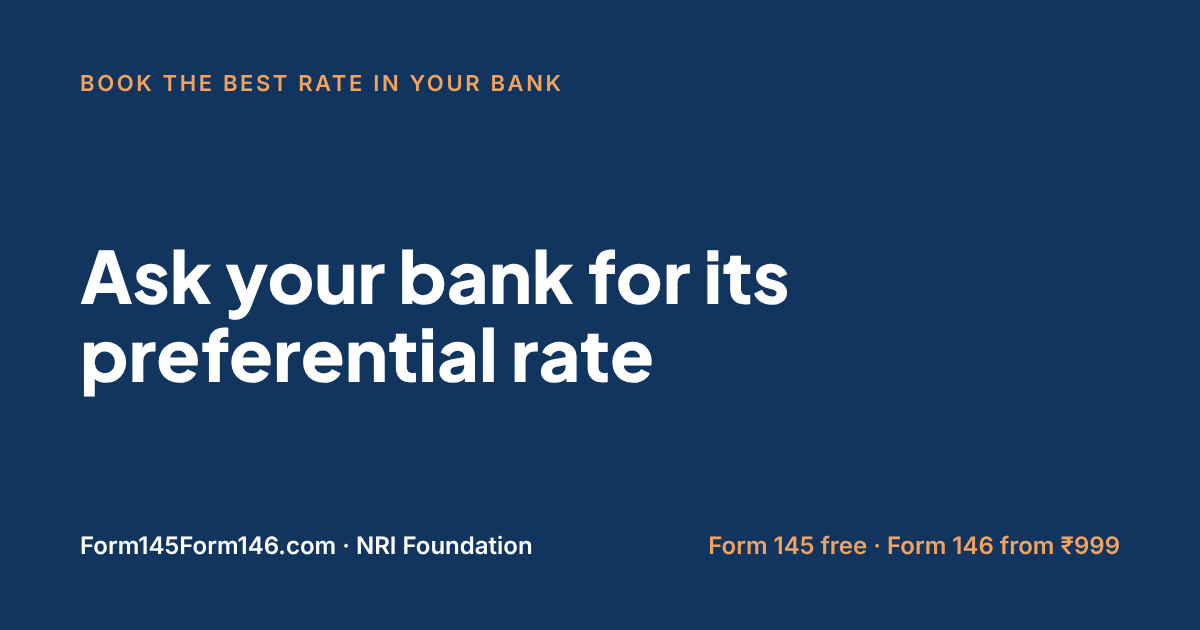 BOOK THE BEST RATE IN YOUR BANK
Ask your bank for its
preferential rate
Form145Form146.com · NRI Foundation
Form 145 free · Form 146 from ₹999